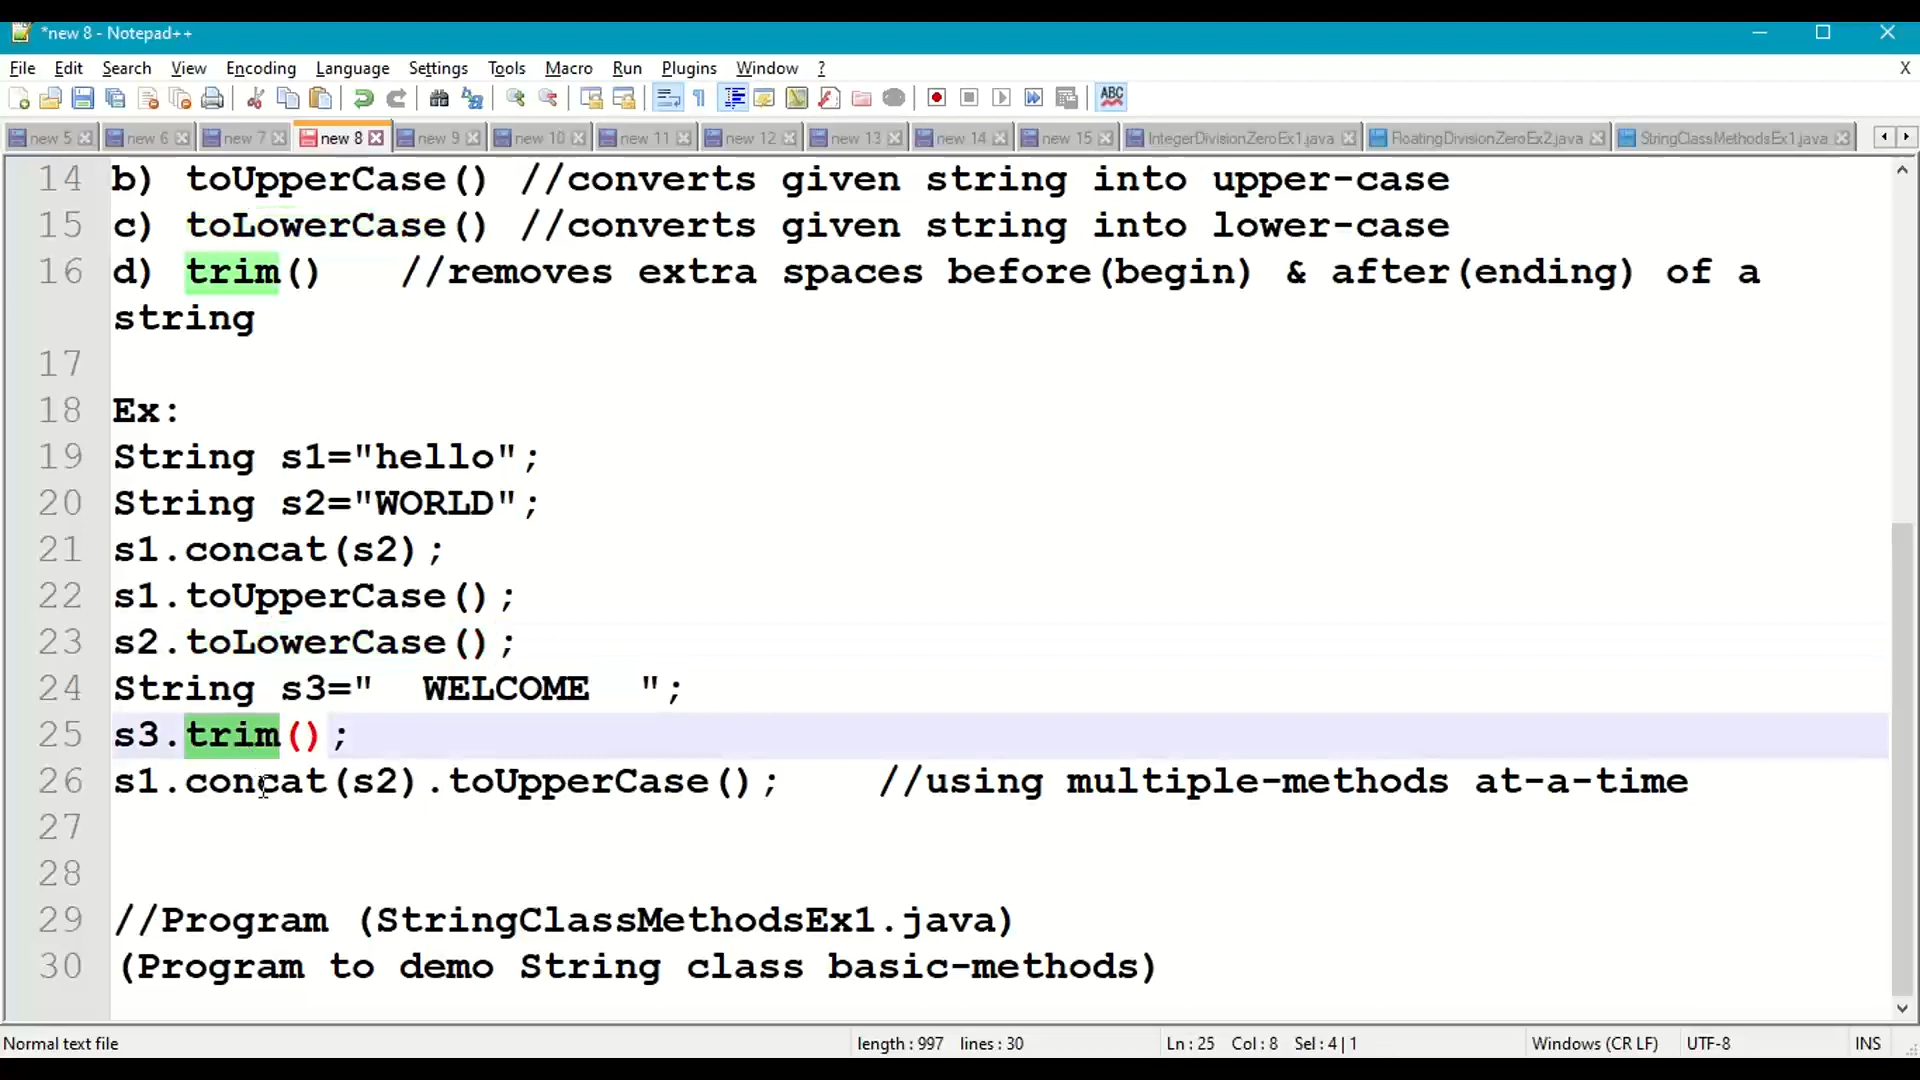 *new 8 - Notepad++
File Edit Search View Encoding Language Settings Tools Macro Run Plugins Window ? X
new 5 new 6 new 7 new 8 new 9 new 10 new 11 new 12 new 13 new 14 new 15 IntegerDivisionZeroEx1.java FloatingDivisionZeroEx2.java StringClassMethodsEx1.java
14 b) toUpperCase() //converts given string into upper-case
15 c) toLowerCase() //converts given string into lower-case
16 d) trim() //removes extra spaces before(begin) & after(ending) of a
string
17
18 Ex:
19 String s1="hello";
20 String s2="WORLD";
21 s1.concat(s2);
22 s1.toUpperCase();
23 s2.toLowerCase();
24 String s3="  WELCOME  ";
25 s3.trim();
26 s1.concat(s2).toUpperCase(); //using multiple-methods at-a-time
27
28
29 //Program (StringClassMethodsEx1.java)
30 (Program to demo String class basic-methods)
Normal text file length : 997 lines : 30 Ln : 25 Col : 8 Sel : 4 | 1 Windows (CR LF) UTF-8 INS